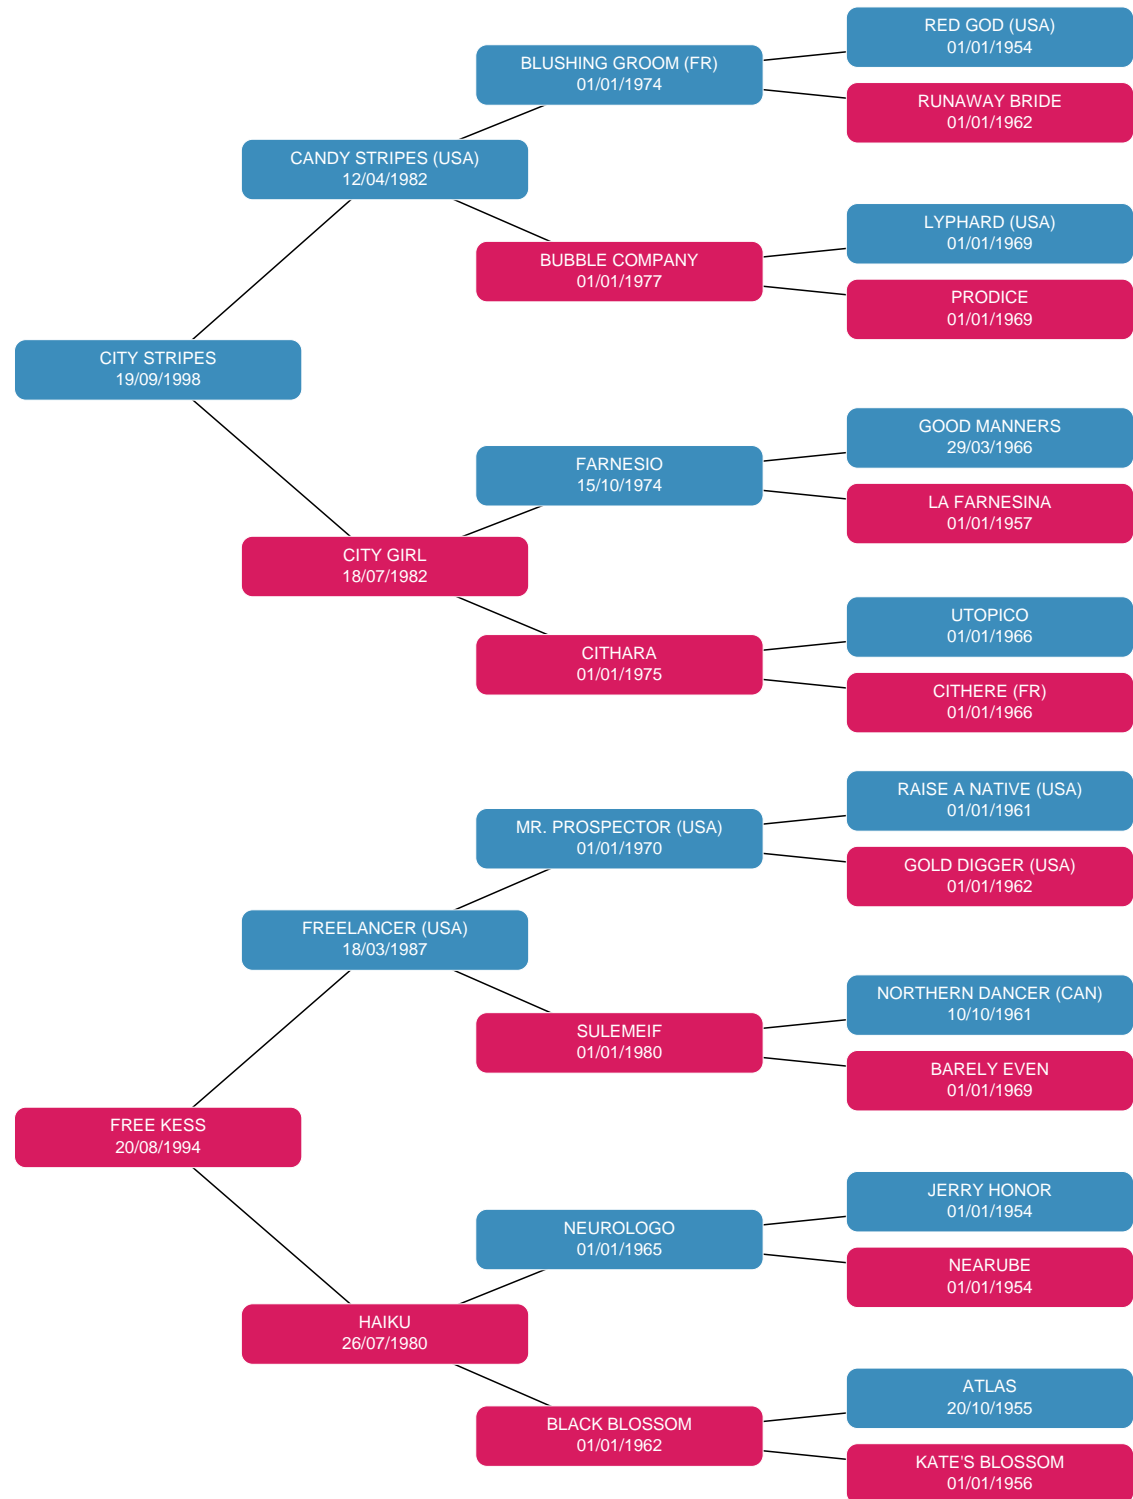 RED GOD (USA)
01/01/1954
BLUSHING GROOM (FR)
01/01/1974
RUNAWAY BRIDE
01/01/1962
CANDY STRIPES (USA)
12/04/1982
LYPHARD (USA)
01/01/1969
BUBBLE COMPANY
01/01/1977
PRODICE
01/01/1969
CITY STRIPES
19/09/1998
GOOD MANNERS
29/03/1966
FARNESIO
15/10/1974
LA FARNESINA
01/01/1957
CITY GIRL
18/07/1982
UTOPICO
01/01/1966
CITHARA
01/01/1975
CITHERE (FR)
01/01/1966
RAISE A NATIVE (USA)
01/01/1961
MR. PROSPECTOR (USA)
01/01/1970
GOLD DIGGER (USA)
01/01/1962
FREELANCER (USA)
18/03/1987
NORTHERN DANCER (CAN)
10/10/1961
SULEMEIF
01/01/1980
BARELY EVEN
01/01/1969
FREE KESS
20/08/1994
JERRY HONOR
01/01/1954
NEUROLOGO
01/01/1965
NEARUBE
01/01/1954
HAIKU
26/07/1980
ATLAS
20/10/1955
BLACK BLOSSOM
01/01/1962
KATE'S BLOSSOM
01/01/1956